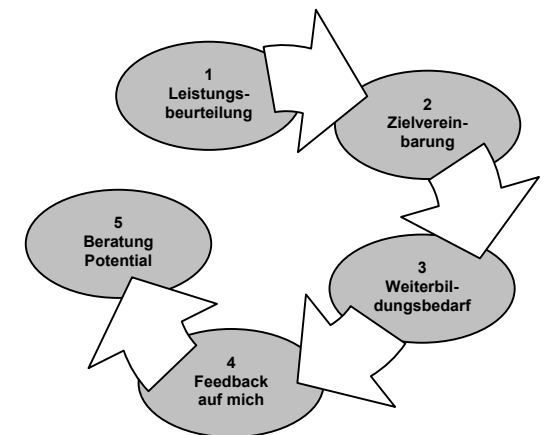 1
Leistungs-
beurteilung
2
Zielverein-
barung
3
Weiterbil-
dungsbedarf
4
Feedback
auf mich
5
Beratung
Potential